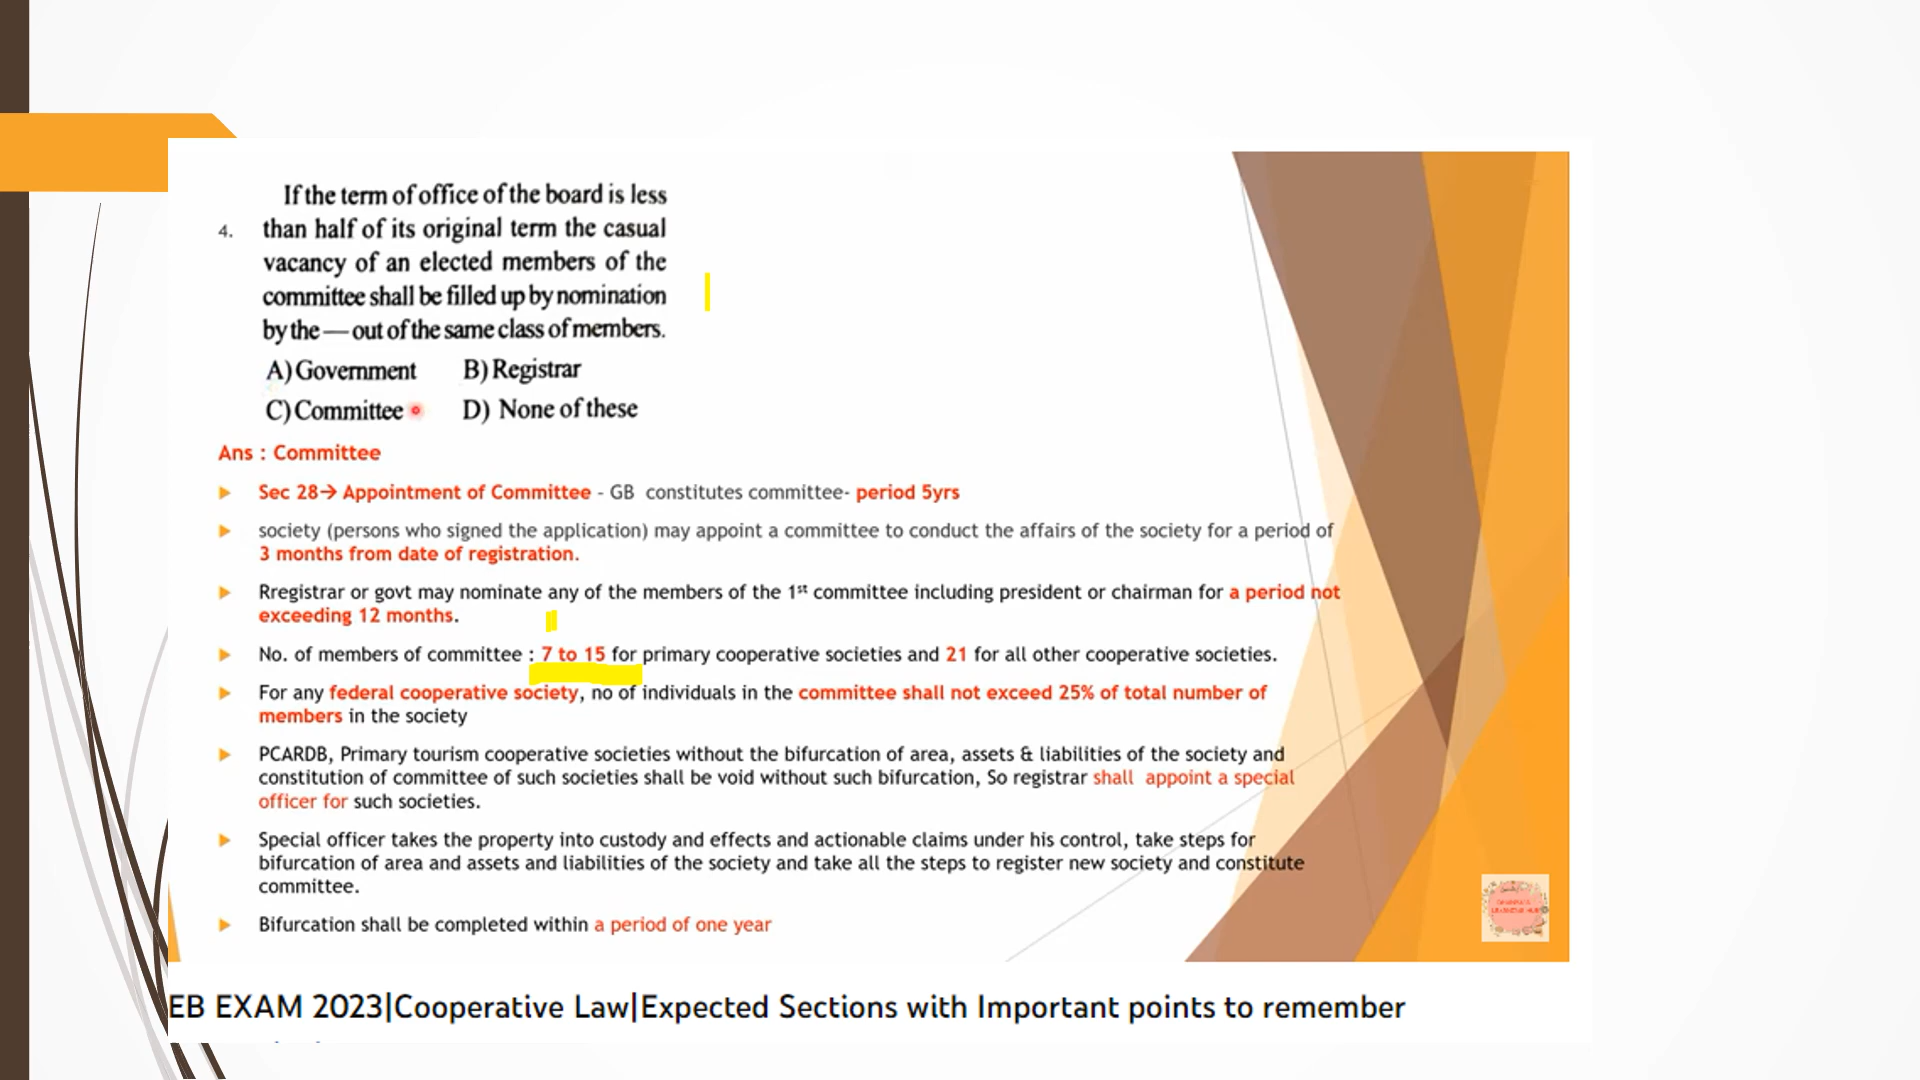 If the term of office of the board is less
4. than half of its original term the casual
vacancy of an elected members of the
committee shall be filled up by nomination
by the — out of the same class of members.
A) Government B) Registrar
C) Committee D) None of these
Ans : Committee
Sec 28→ Appointment of Committee - GB constitutes committee- period 5yrs
society (persons who signed the application) may appoint a committee to conduct the affairs of the society for a period of
3 months from date of registration.
Rregistrar or govt may nominate any of the members of the 1st committee including president or chairman for a period not
exceeding 12 months.
No. of members of committee : 7 to 15 for primary cooperative societies and 21 for all other cooperative societies.
For any federal cooperative society, no of individuals in the committee shall not exceed 25% of total number of
members in the society
PCARDB, Primary tourism cooperative societies without the bifurcation of area, assets & liabilities of the society and
constitution of committee of such societies shall be void without such bifurcation, So registrar shall appoint a special
officer for such societies.
Special officer takes the property into custody and effects and actionable claims under his control, take steps for
bifurcation of area and assets and liabilities of the society and take all the steps to register new society and constitute
committee.
Bifurcation shall be completed within a period of one year
EB EXAM 2023|Cooperative Law|Expected Sections with Important points to remember